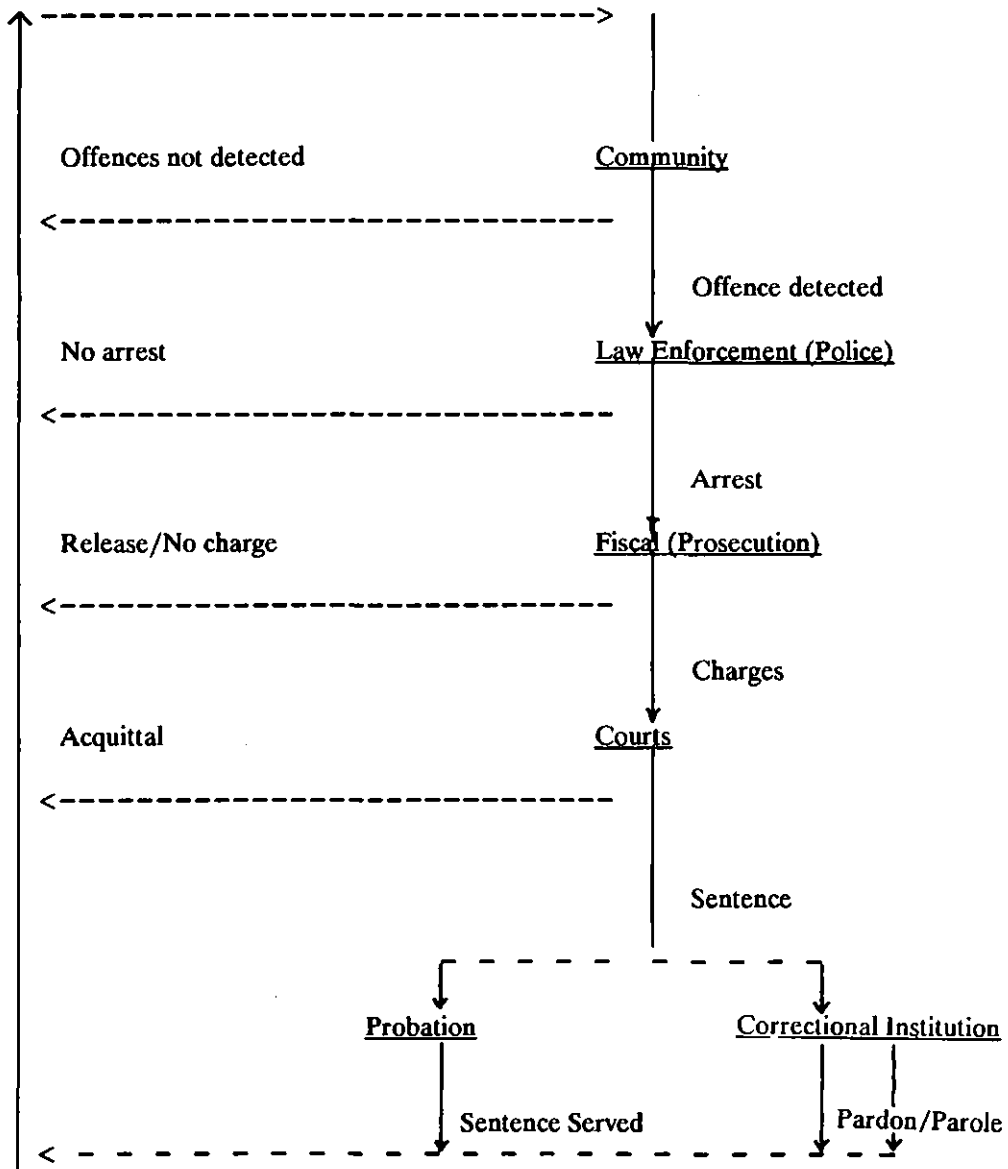 Offences not detected Community
Offence detected
No arrest Law Enforcement (Police)
Arrest
Release/No charge Fiscal (Prosecution)
Charges
Acquittal Courts
Sentence
Probation Correctional Institution
Sentence Served Pardon/Parole